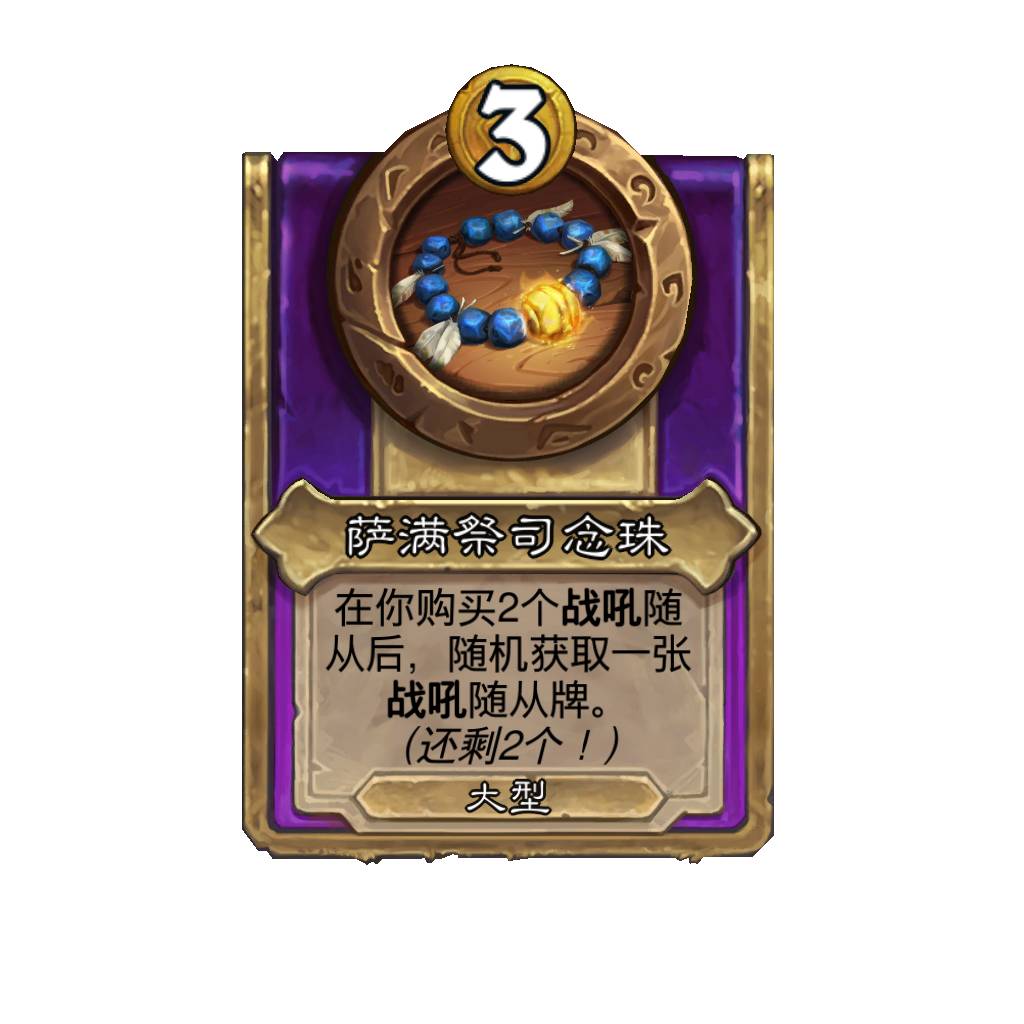 3
萨满祭司念珠
在你购买2个战吼随
从后，随机获取一张
战吼随从牌。
（还剩2个！）
大型